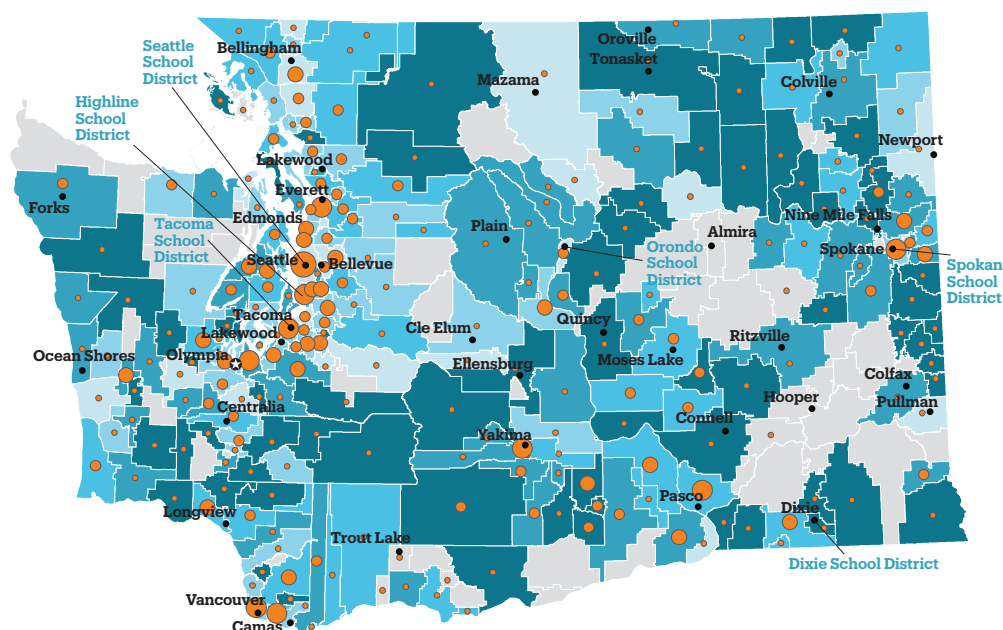 Seattle
School
District
Bellingham
Oroville
Tonasket
Mazama
Colville
Highline
School
District
Newport
Lakewood
Everett
Forks
Edmonds
Nine Mile Falls
Tacoma
School
District
Plain
Almira
Orondo
School
District
Spokane
Spokan
School
District
Seattle
Bellevue
Tacoma
Lakewood
Cle Elum
Quincy
Ritzville
Ocean Shores
Olympia
Ellensburg
Moses Lake
Colfax
Hooper
Pullman
Centralia
Connell
Yakima
Pasco
Dixie
Longview
Trout Lake
Dixie School District
Vancouver
Camas